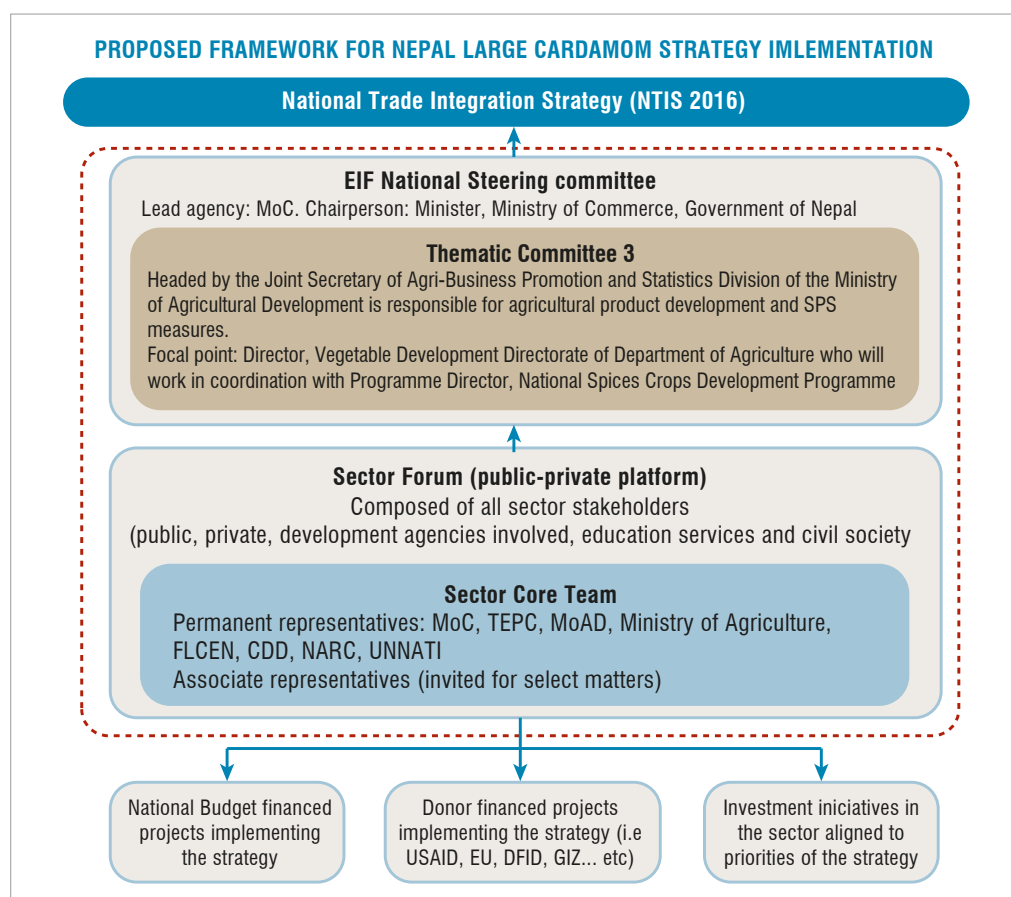 PROPOSED FRAMEWORK FOR NEPAL LARGE CARDAMOM STRATEGY IMLEMENTATION
National Trade Integration Strategy (NTIS 2016)
EIF National Steering committee
Lead agency: MoC. Chairperson: Minister, Ministry of Commerce, Government of Nepal
Thematic Committee 3
Headed by the Joint Secretary of Agri-Business Promotion and Statistics Division of the Ministry
of Agricultural Development is responsible for agricultural product development and SPS
measures.
Focal point: Director, Vegetable Development Directorate of Department of Agriculture who will
work in coordination with Programme Director, National Spices Crops Development Programme
Sector Forum (public-private platform)
Composed of all sector stakeholders
(public, private, development agencies involved, education services and civil society
Sector Core Team
Permanent representatives: MoC, TEPC, MoAD, Ministry of Agriculture,
FLCEN, CDD, NARC, UNNATI
Associate representatives (invited for select matters)
National Budget financed
projects implementing
the strategy
Donor financed projects
implementing the strategy (i.e
USAID, EU, DFID, GIZ... etc)
Investment iniciatives in
the sector aligned to
priorities of the strategy